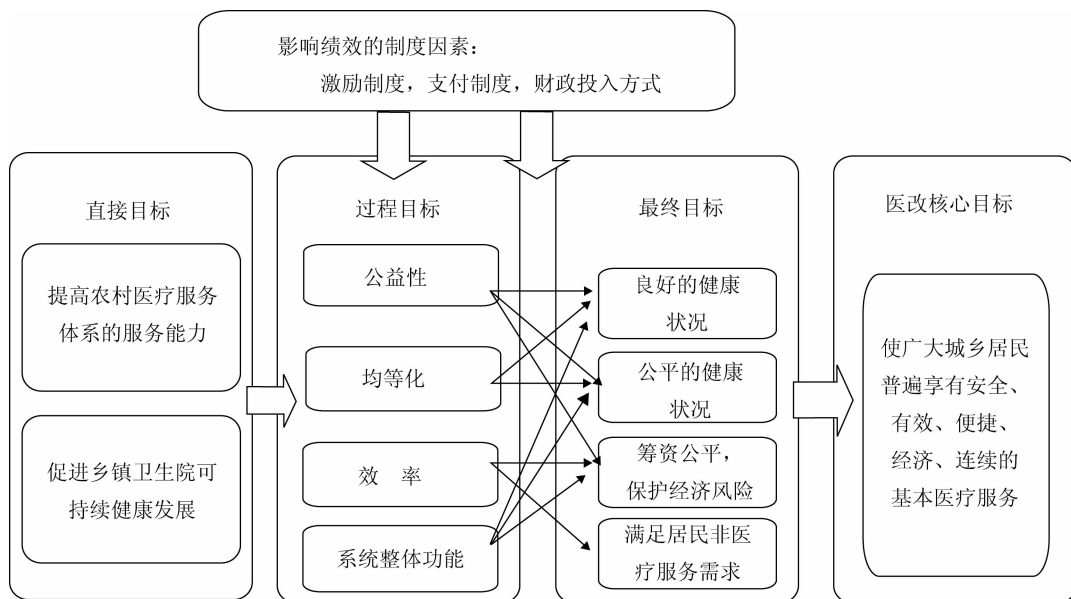 影响绩效的制度因素：
激励制度，支付制度，财政投入方式
直接目标
提高农村医疗服务
体系的服务能力
促进乡镇卫生院可
持续健康发展
过程目标
公益性
均等化
效　率
系统整体功能
最终目标
良好的健康
状况
公平的健康
状况
筹资公平，
保护经济风险
满足居民非医
疗服务需求
医改核心目标
使广大城乡居民
普遍享有安全、
有效、便捷、
经济、连续的
基本医疗服务